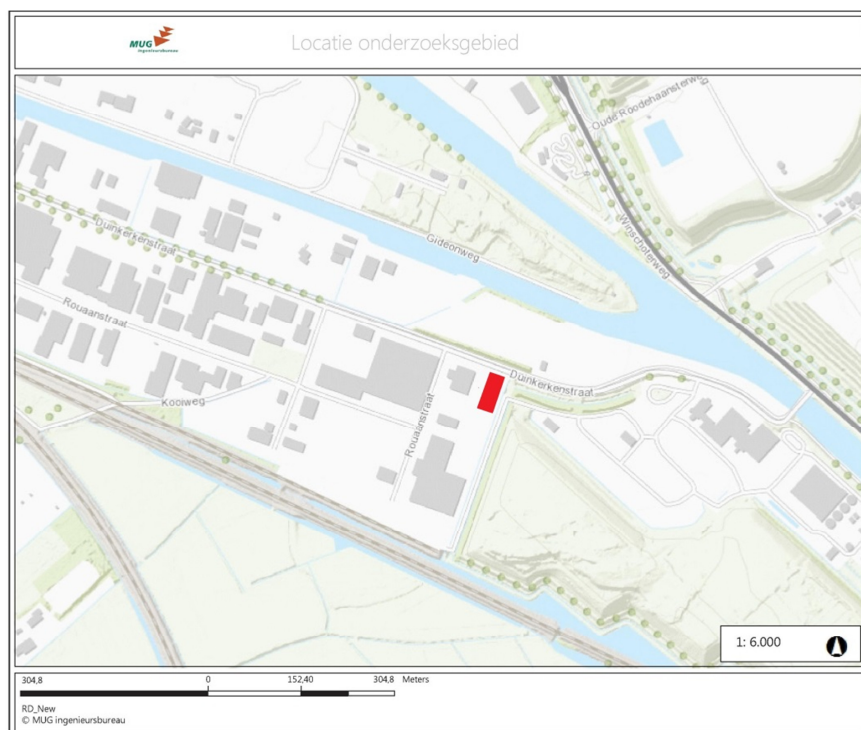 MUG
ingenieursbureau
Locatie onderzoeksgebied
Oude Roodehaansterweg
Winschoterweg
Gideonweg
Duinkerkenstraat
Rouaanstraat
Duinkerkenstraat
Kooiweg
Rouaanstraat
1: 6.000
304,8 0 152,40 304,8 Meters
RD_New
© MUG ingenieursbureau